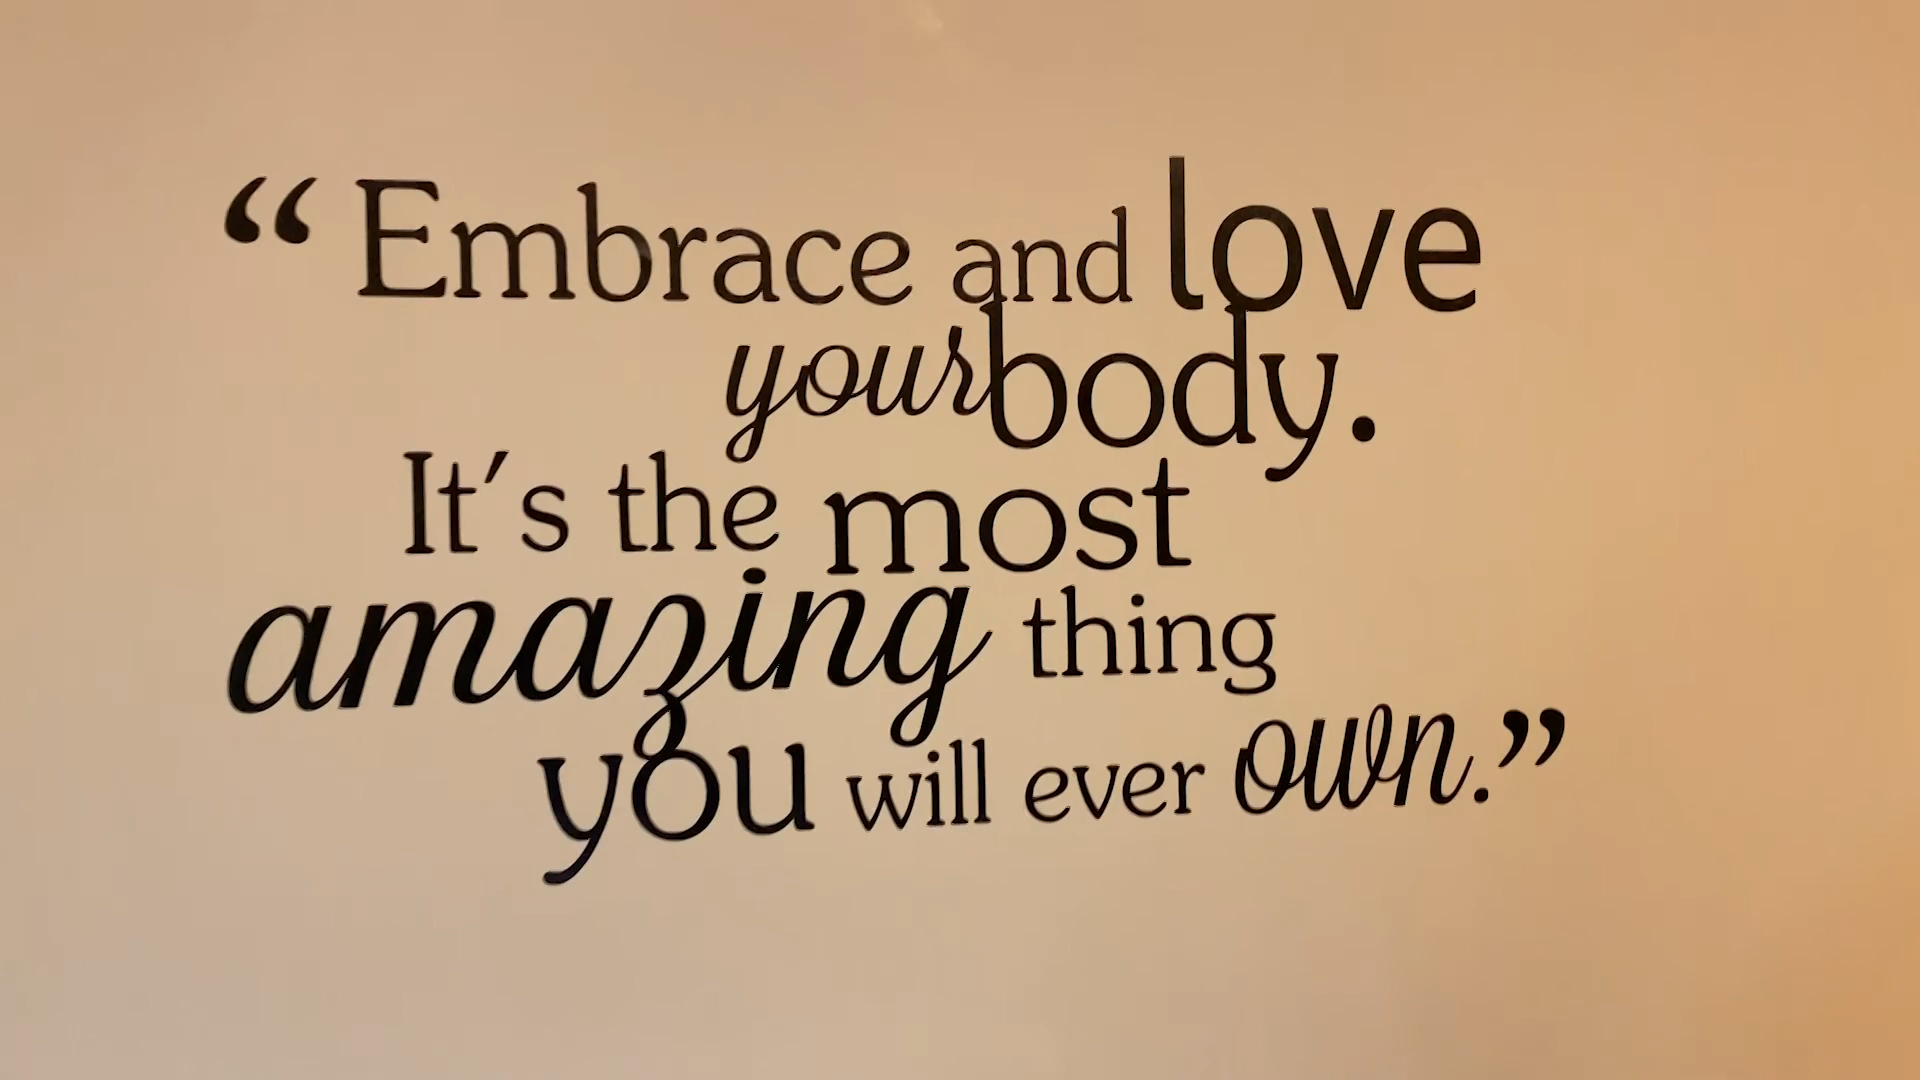 “Embrace and love
your body.
It's the most
amazing thing
you will ever own.”